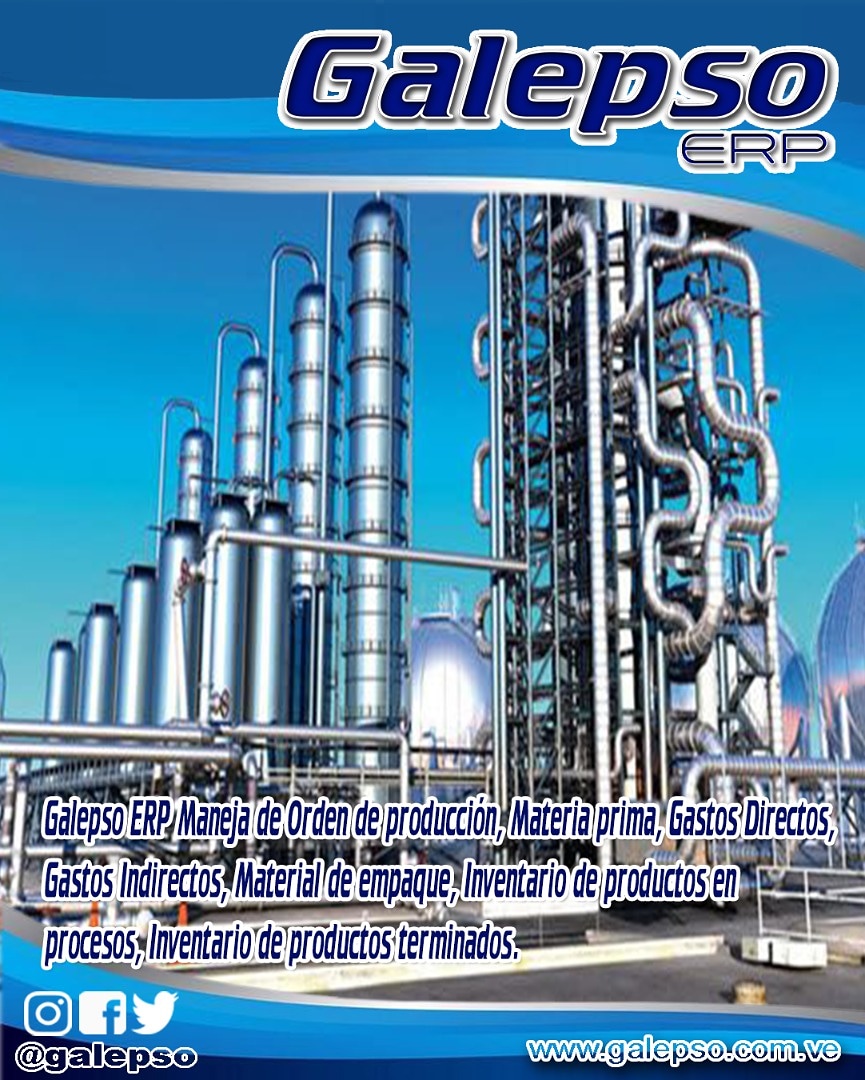 Galepso
ERP
Galepso ERP Maneja de Orden de producción, Materia prima, Gastos Directos,
Gastos Indirectos, Material de empaque, Inventario de productos en
procesos, Inventario de productos terminados.
@galepso
www.galepso.com.ve